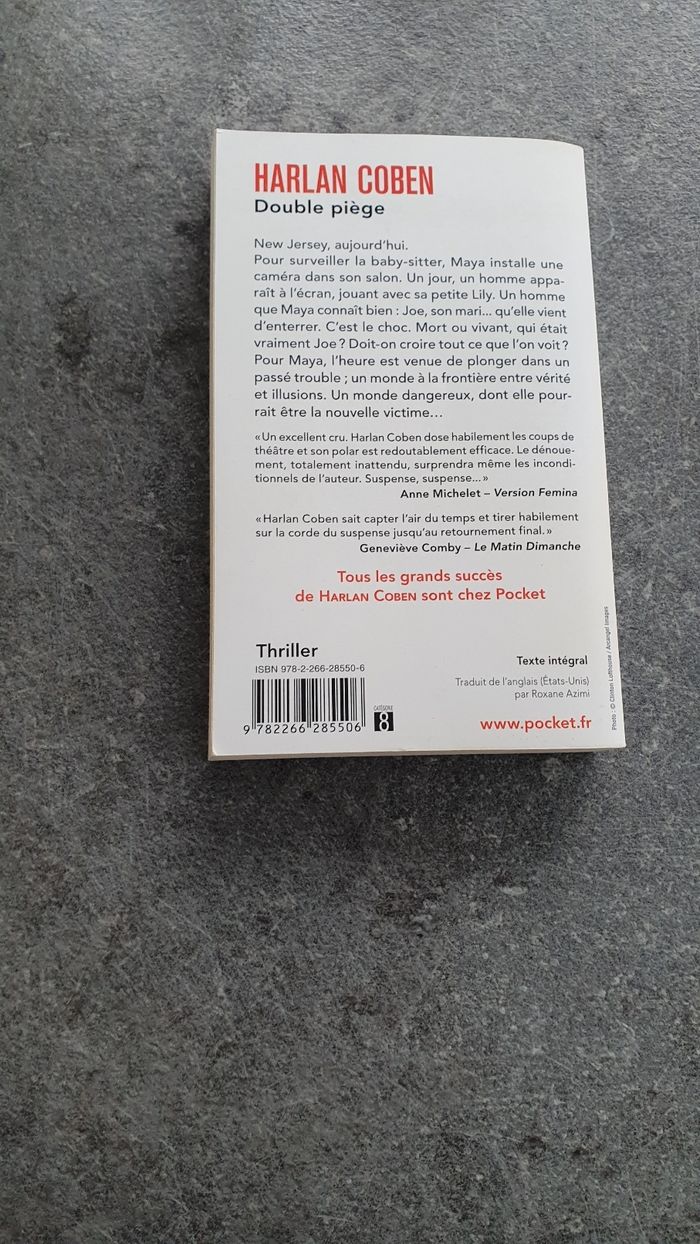 HARLAN COBEN
Double piège
New Jersey, aujourd'hui.
Pour surveiller la baby-sitter, Maya installe une
caméra dans son salon. Un jour, un homme appa-
raît à l'écran, jouant avec sa petite Lily. Un homme
que Maya connaît bien : Joe, son mari... qu'elle vient
d'enterrer. C'est le choc. Mort ou vivant, qui était
vraiment Joe ? Doit-on croire tout ce que l'on voit ?
Pour Maya, l'heure est venue de plonger dans un
passé trouble ; un monde à la frontière entre vérité
et illusions. Un monde dangereux, dont elle pour-
rait être la nouvelle victime...
« Un excellent cru. Harlan Coben dose habilement les coups de
théâtre et son polar est redoutablement efficace. Le dénoue-
ment, totalement inattendu, surprendra même les incondi-
tionnels de l'auteur. Suspense, suspense... »
Anne Michelet – Version Femina
« Harlan Coben sait capter l'air du temps et tirer habilement
sur la corde du suspense jusqu'au retournement final. »
Geneviève Comby – Le Matin Dimanche
Tous les grands succès
de HARLAN COBEN sont chez Pocket
Thriller
ISBN 978-2-266-28550-6
9 782266 285506
CATÉGORIE
8
Texte intégral
Traduit de l'anglais (États-Unis)
par Roxane Azimi
www.pocket.fr
Photo : © Clinton Lofthouse / Arcangel Images